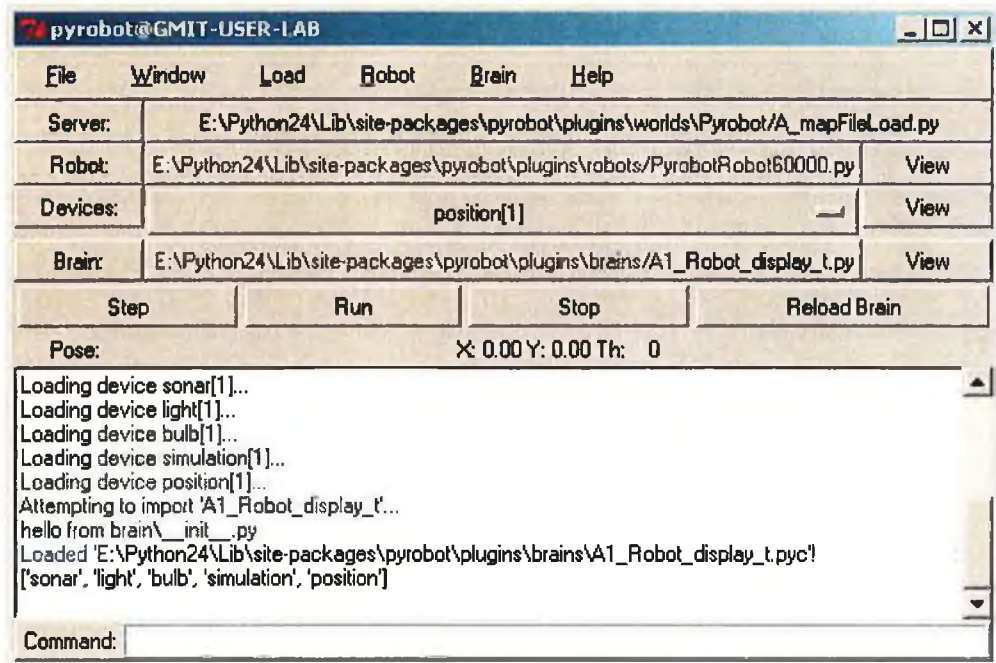 pyrobot@GMIT-USER-LAB
File Window Load Robot Brain Help
Server: E:\Python24\Lib\site-packages\pyrobot\plugins\worlds\Pyrobot/A_mapFileLoad.py
Robot: E:\Python24\Lib\site-packages\pyrobot\plugins\robots/PyrobotRobot60000.py View
Devices: position[1] View
Brain: E:\Python24\Lib\site-packages\pyrobot\plugins\brains/A1_Robot_display_t.py View
Step Run Stop Reload Brain
Pose: X: 0.00 Y: 0.00 Th: 0
Loading device sonar[1]...
Loading device light[1]...
Loading device bulb[1]...
Loading device simulation[1]...
Loading device position[1]...
Attempting to import 'A1_Robot_display_t'...
hello from brain\__init__.py
Loaded 'E:\Python24\Lib\site-packages\pyrobot\plugins\brains\A1_Robot_display_t.pyc'!
['sonar', 'light', 'bulb', 'simulation', 'position']
Command: